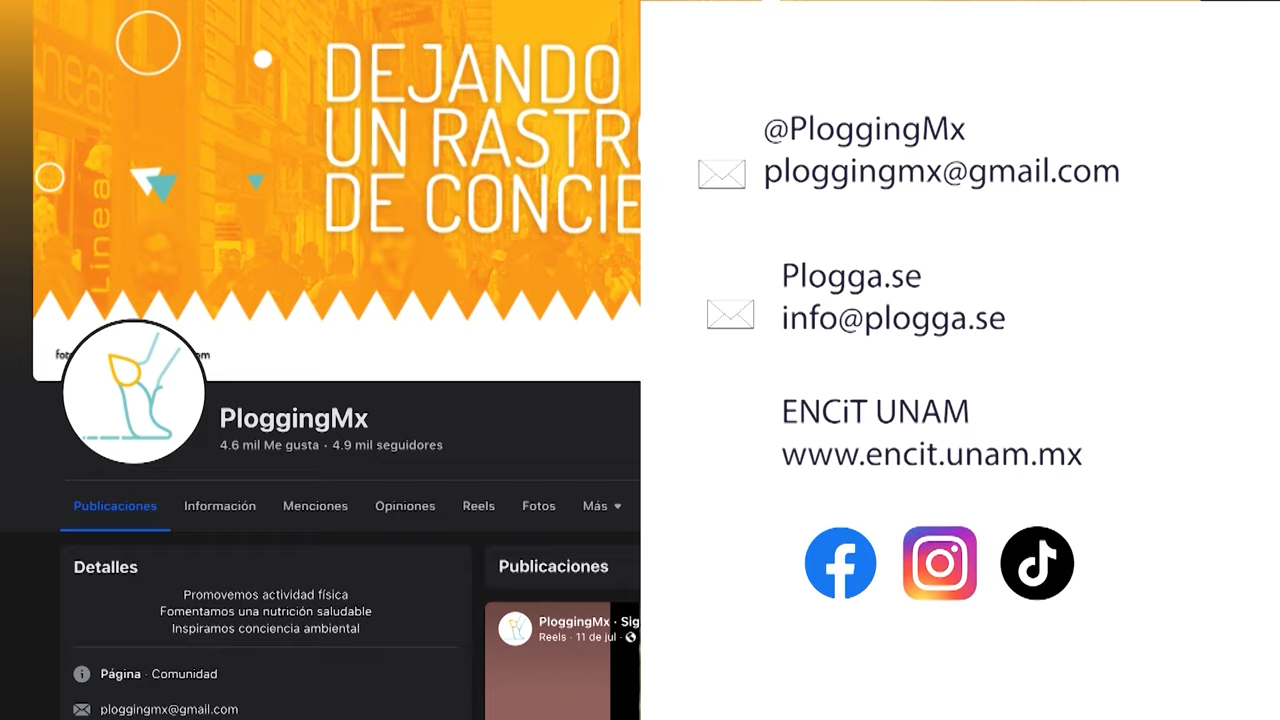 DEJANDO
UN RASTR
DE CONCIE
PloggingMx
4.6 mil Me gusta · 4.9 mil seguidores
Publicaciones Información Menciones Opiniones Reels Fotos Más
Detalles
Promovemos actividad física
Fomentamos una nutrición saludable
Inspiramos conciencia ambiental
Página · Comunidad
ploggingmx@gmail.com
Publicaciones
PloggingMx · Sig
Reels · 11 de jul ·
@PloggingMx
ploggingmx@gmail.com
Plogga.se
info@plogga.se
ENCiT UNAM
www.encit.unam.mx